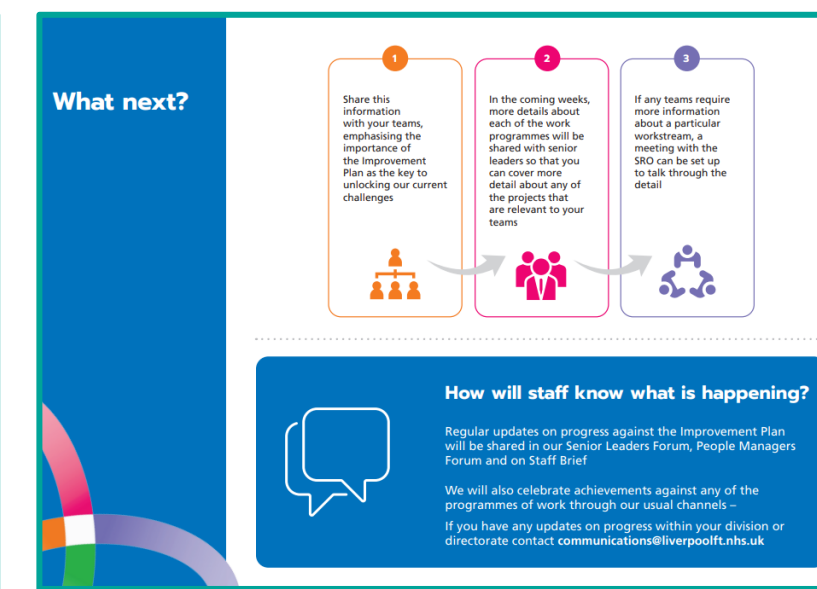 What next?
1
Share this
information
with your teams,
emphasising the
importance of
the Improvement
Plan as the key to
unlocking our current
challenges
2
In the coming weeks,
more details about
each of the work
programmes will be
shared with senior
leaders so that you
can cover more
detail about any of
the projects that
are relevant to your
teams
3
If any teams require
more information
about a particular
workstream, a
meeting with the
SRO can be set up
to talk through the
detail
How will staff know what is happening?
Regular updates on progress against the Improvement Plan
will be shared in our Senior Leaders Forum, People Managers
Forum and on Staff Brief
We will also celebrate achievements against any of the
programmes of work through our usual channels –
If you have any updates on progress within your division or
directorate contact communications@liverpoolft.nhs.uk